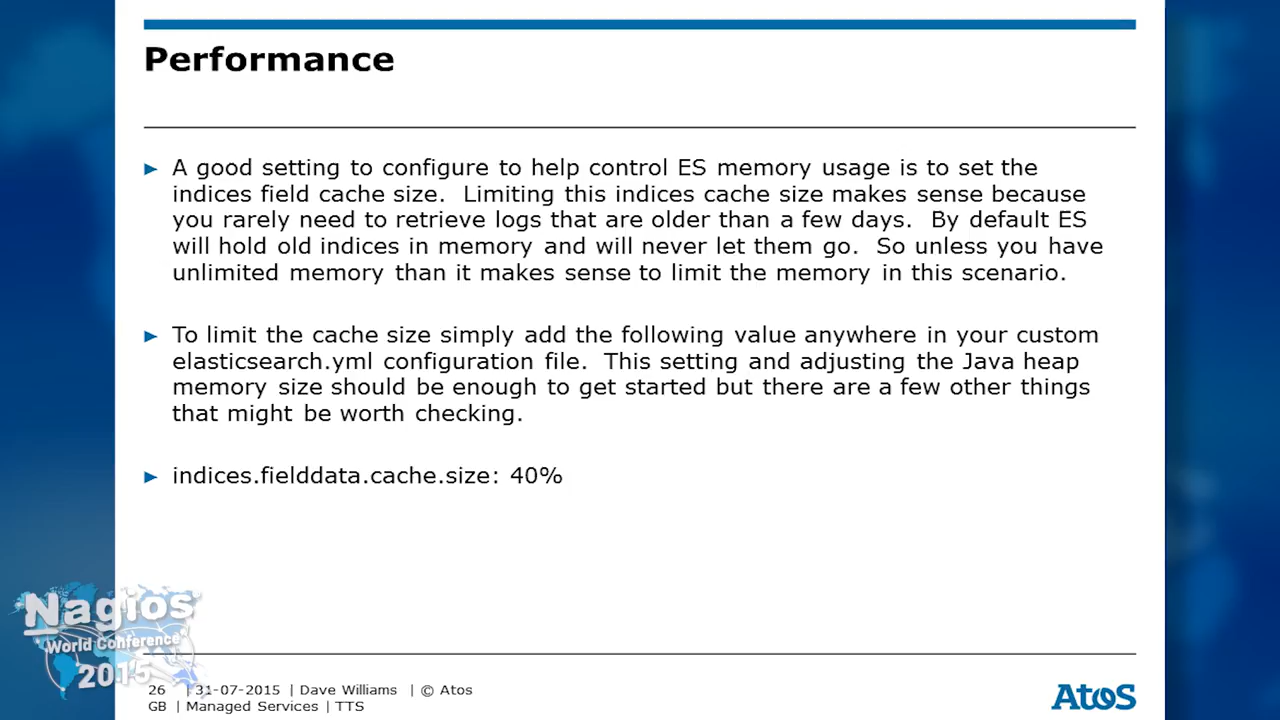 Performance
► A good setting to configure to help control ES memory usage is to set the
indices field cache size.  Limiting this indices cache size makes sense because
you rarely need to retrieve logs that are older than a few days.  By default ES
will hold old indices in memory and will never let them go.  So unless you have
unlimited memory than it makes sense to limit the memory in this scenario.
► To limit the cache size simply add the following value anywhere in your custom
elasticsearch.yml configuration file.  This setting and adjusting the Java heap
memory size should be enough to get started but there are a few other things
that might be worth checking.
► indices.fielddata.cache.size: 40%
Nagios
World Conference
2015
26 | 31-07-2015 | Dave Williams | © Atos
GB | Managed Services | TTS
Atos